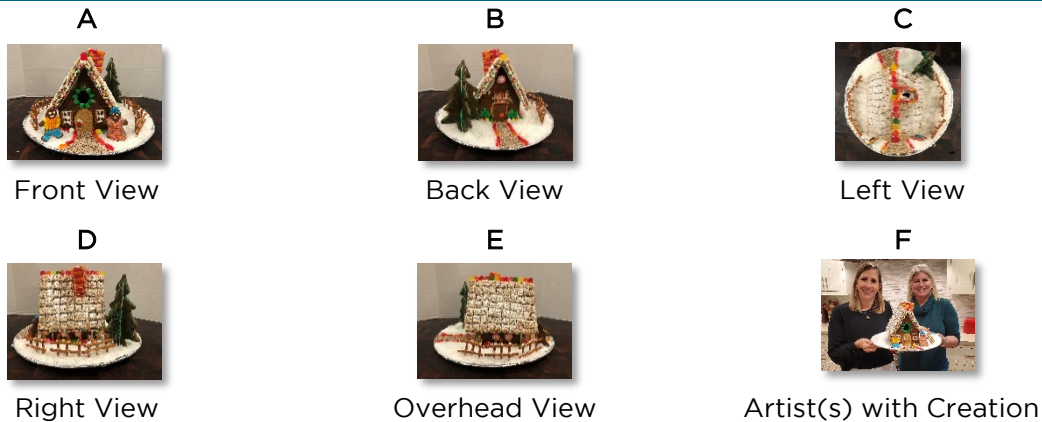 A B C
Front View Back View Left View
D E F
Right View Overhead View Artist(s) with Creation